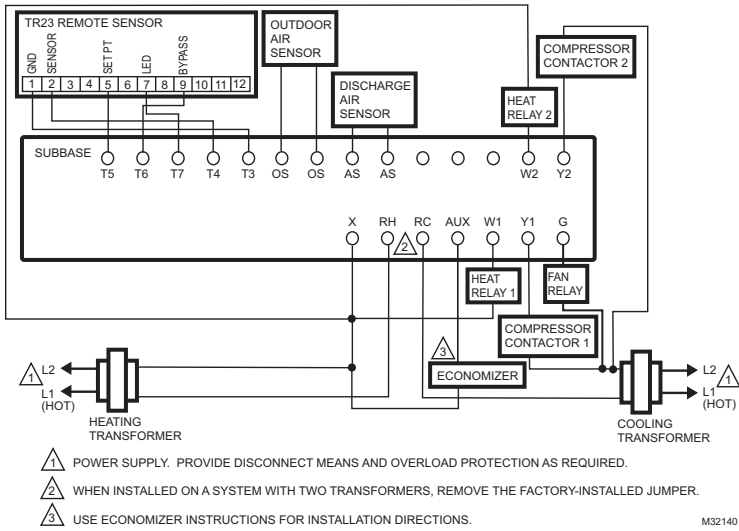 TR23 REMOTE SENSOR
GND
SENSOR
SET PT
LED
BYPASS
1 2 3 4 5 6 7 8 9 10 11 12
OUTDOOR
AIR
SENSOR
DISCHARGE
AIR
SENSOR
COMPRESSOR
CONTACTOR 2
HEAT
RELAY 2
SUBBASE
T5 T6 T7 T4 T3 OS OS AS AS W2 Y2
X RH RC AUX W1 Y1 G
2
HEAT
RELAY 1
FAN
RELAY
COMPRESSOR
CONTACTOR 1
3
ECONOMIZER
1
L2
L1
(HOT)
HEATING
TRANSFORMER
L2
1
L1
(HOT)
COOLING
TRANSFORMER
1 POWER SUPPLY. PROVIDE DISCONNECT MEANS AND OVERLOAD PROTECTION AS REQUIRED.
2 WHEN INSTALLED ON A SYSTEM WITH TWO TRANSFORMERS, REMOVE THE FACTORY-INSTALLED JUMPER.
3 USE ECONOMIZER INSTRUCTIONS FOR INSTALLATION DIRECTIONS.
M32140